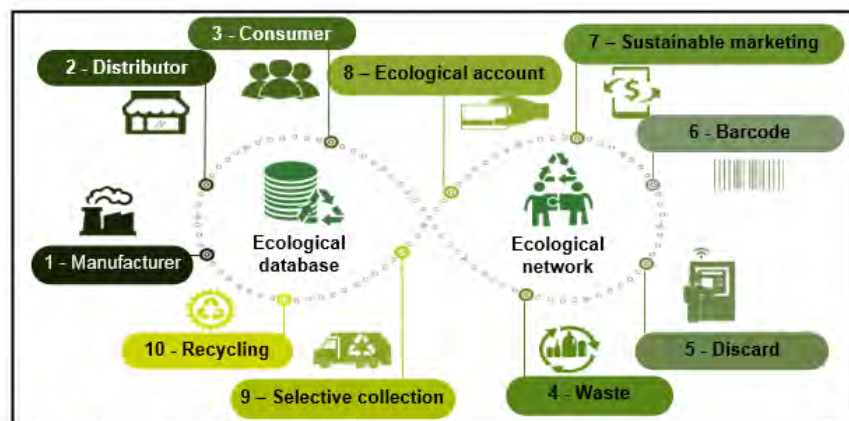 3 - Consumer
7 – Sustainable marketing
2 - Distributor
8 – Ecological account
$
6 - Barcode
Ecological
database
Ecological
network
1 - Manufacturer
10 - Recycling
5 - Discard
9 – Selective collection
4 - Waste